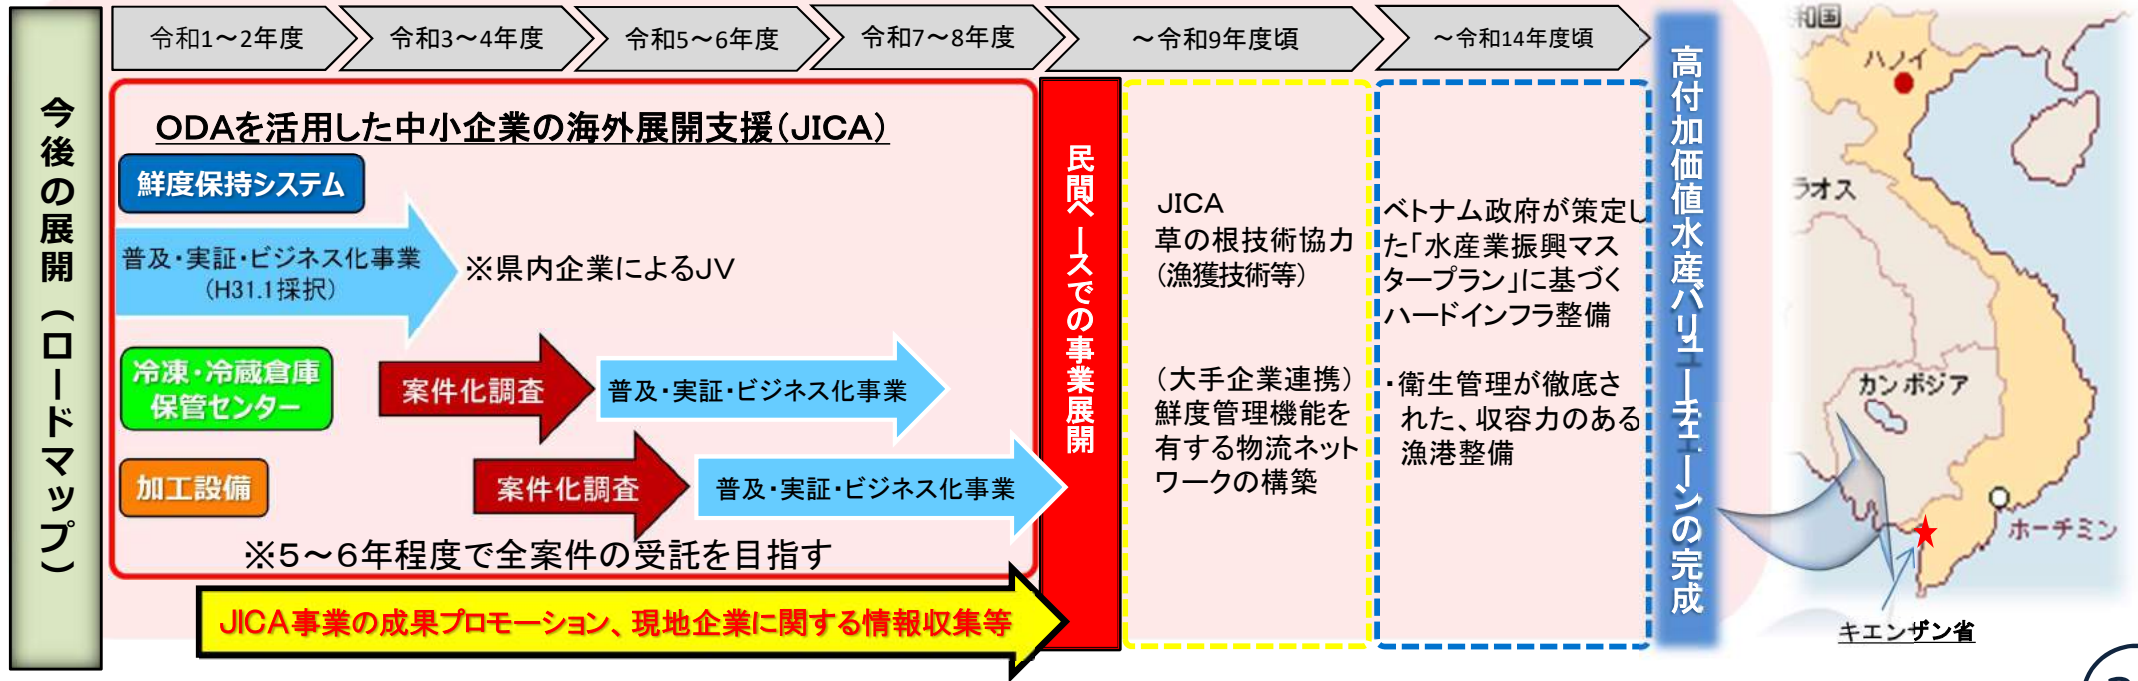 今後の展開（ロードマップ）
令和1～2年度
令和3～4年度
令和5～6年度
令和7～8年度
～令和9年度頃
～令和14年度頃
ODAを活用した中小企業の海外展開支援(JICA)
鮮度保持システム
普及・実証・ビジネス化事業
(H31.1採択)
※県内企業によるJV
冷凍・冷蔵倉庫
保管センター
案件化調査
普及・実証・ビジネス化事業
加工設備
案件化調査
普及・実証・ビジネス化事業
※5～6年程度で全案件の受託を目指す
JICA事業の成果プロモーション、現地企業に関する情報収集等
民間ベースでの事業展開
JICA
草の根技術協力
(漁獲技術等)
(大手企業連携)
鮮度管理機能を
有する物流ネット
ワークの構築
ベトナム政府が策定し
た「水産業振興マス
タープラン」に基づく
ハードインフラ整備
・衛生管理が徹底さ
れた、収容力のある
漁港整備
高付加価値水産バリューチェーンの完成
和国
ハノイ
ラオス
カンボジア
ホーチミン
キエンザン省